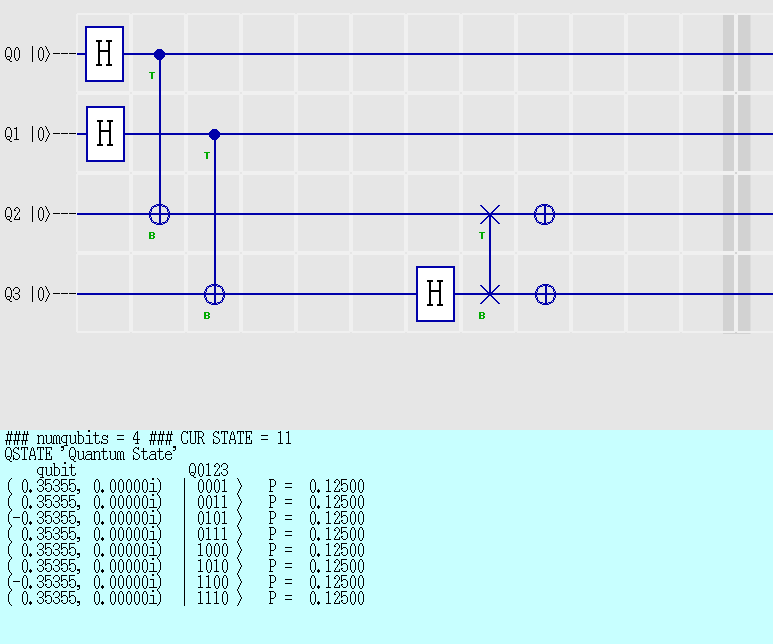 Q0 |0⟩--- H
T
Q1 |0⟩--- H
T
Q2 |0⟩---
B T
Q3 |0⟩--- H
B B
### numqubits = 4 ### CUR STATE = 11
QSTATE 'Quantum State'
qubit Q0123
( 0.35355, 0.00000i) | 0001 ⟩ P = 0.12500
( 0.35355, 0.00000i) | 0011 ⟩ P = 0.12500
(-0.35355, 0.00000i) | 0101 ⟩ P = 0.12500
( 0.35355, 0.00000i) | 0111 ⟩ P = 0.12500
( 0.35355, 0.00000i) | 1000 ⟩ P = 0.12500
( 0.35355, 0.00000i) | 1010 ⟩ P = 0.12500
(-0.35355, 0.00000i) | 1100 ⟩ P = 0.12500
( 0.35355, 0.00000i) | 1110 ⟩ P = 0.12500